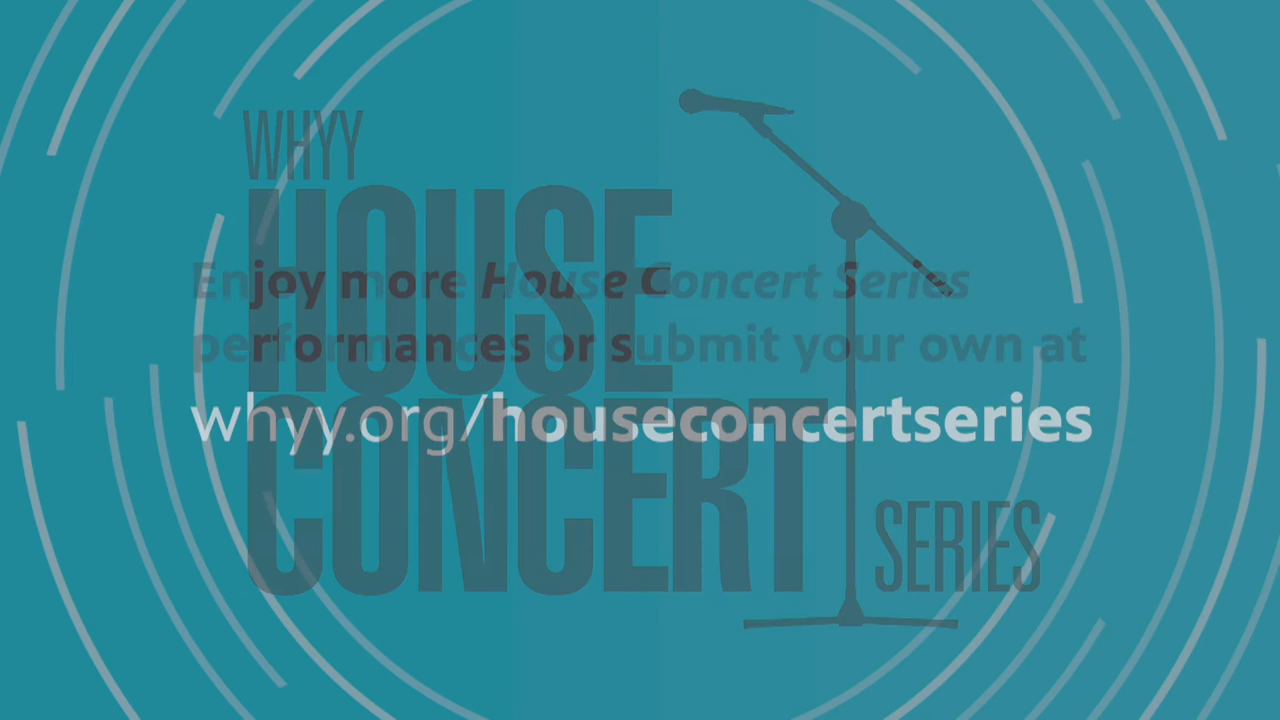 WHYY
HOUSE
CONCERT
SERIES
Enjoy more House Concert Series
performances or submit your own at
whyy.org/houseconcertseries